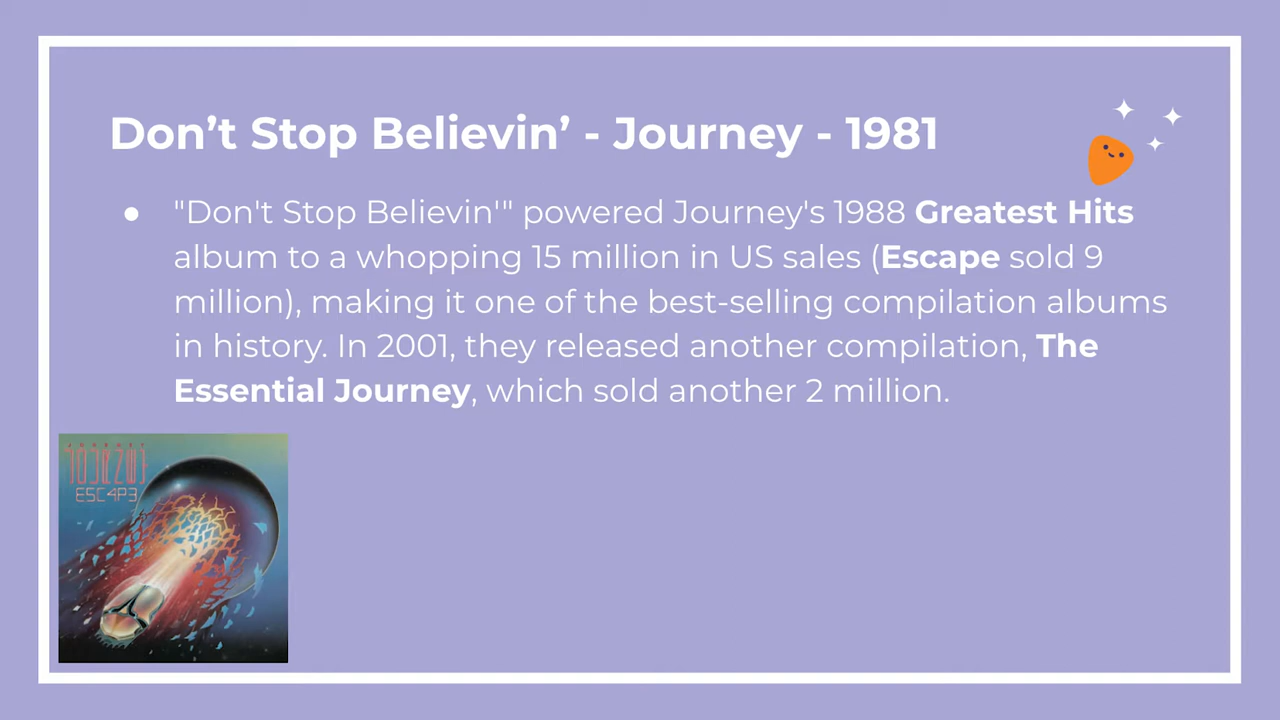 Don’t Stop Believin’ - Journey - 1981
● "Don't Stop Believin'" powered Journey's 1988 Greatest Hits
album to a whopping 15 million in US sales (Escape sold 9
million), making it one of the best-selling compilation albums
in history. In 2001, they released another compilation, The
Essential Journey, which sold another 2 million.
E5C4P3